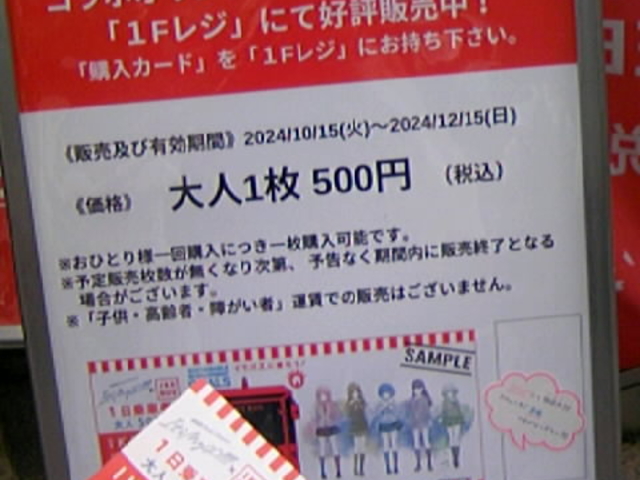 「１Fレジ」にて好評販売中！
「購入カード」を「１Fレジ」にお持ち下さい。
《販売及び有効期間》2024/10/15(火)～2024/12/15(日)
《価格》 大人1枚 500円 （税込）
※おひとり様一回購入につき一枚購入可能です。
※予定販売枚数が無くなり次第、予告なく期間内に販売終了となる
場合がございます。
※「子供・高齢者・障がい者」運賃での販売はございません。
SAMPLE
1日乗
大人
1日乗
大人